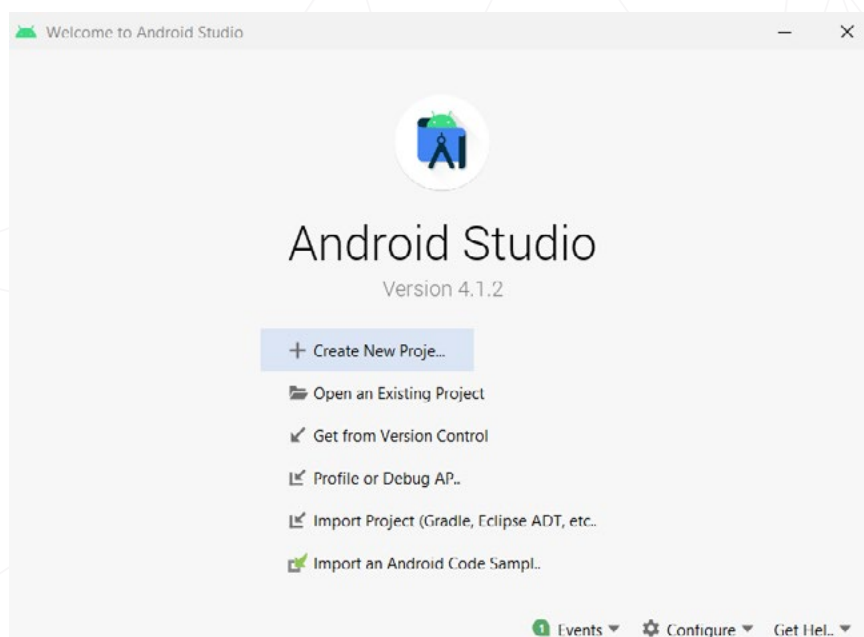 Welcome to Android Studio
Android Studio
Version 4.1.2
Create New Proje...
Open an Existing Project
Get from Version Control
Profile or Debug AP..
Import Project (Gradle, Eclipse ADT, etc..
Import an Android Code Sampl..
1 Events Configure Get Hel..